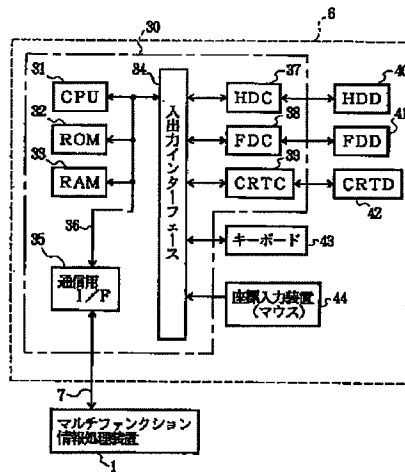 30
6
31
34
37
40
CPU
HDC
HDD
32
38
41
ROM
FDC
FDD
33
39
RAM
CRTC
CRTD
42
入出力インターフェース
36
35
キーボード
43
通信用
I/F
座標入力装置
(マウス)
44
7
マルチファンクション
情報処理装置
1